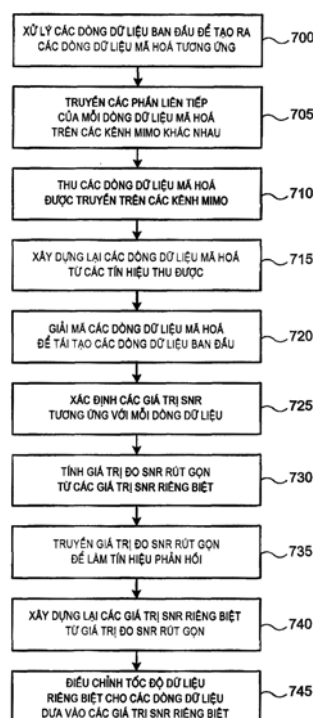 XỬ LÝ CÁC DÒNG DỮ LIỆU BAN ĐẦU ĐỂ TẠO RA
CÁC DÒNG DỮ LIỆU MÃ HOÁ TƯƠNG ỨNG
700
TRUYỀN CÁC PHẦN LIÊN TIẾP
CỦA MỖI DÒNG DỮ LIỆU MÃ HOÁ
TRÊN CÁC KÊNH MIMO KHÁC NHAU
705
THU CÁC DÒNG DỮ LIỆU MÃ HOÁ
ĐƯỢC TRUYỀN TRÊN CÁC KÊNH MIMO
710
XÂY DỰNG LẠI CÁC DÒNG DỮ LIỆU MÃ HOÁ
TỪ CÁC TÍN HIỆU THU ĐƯỢC
715
GIẢI MÃ CÁC DÒNG DỮ LIỆU MÃ HOÁ
ĐỂ TÁI TẠO CÁC DÒNG DỮ LIỆU BAN ĐẦU
720
XÁC ĐỊNH CÁC GIÁ TRỊ SNR
TƯƠNG ỨNG VỚI MỖI DÒNG DỮ LIỆU
725
TÍNH GIÁ TRỊ ĐO SNR RÚT GỌN
TỪ CÁC GIÁ TRỊ SNR RIÊNG BIỆT
730
TRUYỀN GIÁ TRỊ ĐO SNR RÚT GỌN
ĐỂ LÀM TÍN HIỆU PHẢN HỒI
735
XÂY DỰNG LẠI CÁC GIÁ TRỊ SNR RIÊNG BIỆT
TỪ GIÁ TRỊ ĐO SNR RÚT GỌN
740
ĐIỀU CHỈNH TỐC ĐỘ DỮ LIỆU
RIÊNG BIỆT CHO CÁC DÒNG DỮ LIỆU
DỰA VÀO CÁC GIÁ TRỊ SNR RIÊNG BIỆT
745